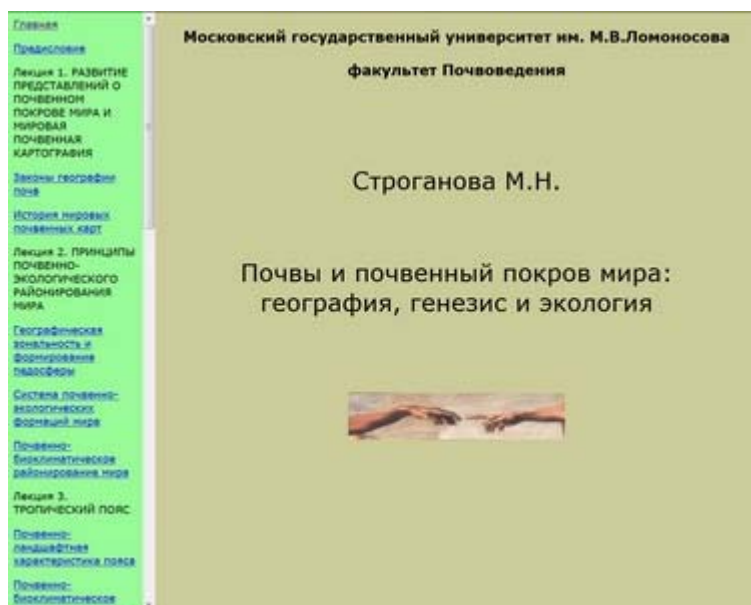 Главная
Предисловие
Лекция 1. РАЗВИТИЕ
ПРЕДСТАВЛЕНИЙ О
ПОЧВЕННОМ
ПОКРОВЕ МИРА И
МИРОВАЯ
ПОЧВЕННАЯ
КАРТОГРАФИЯ
Законы географии
почв
История мировых
почвенных карт
Лекция 2. ПРИНЦИПЫ
ПОЧВЕННО-
ЭКОЛОГИЧЕСКОГО
РАЙОНИРОВАНИЯ
МИРА
Географическая
зональность и
формирование
педосферы
Система почвенно-
экологических
формаций мира
Почвенно-
биоклиматическое
районирование мира
Лекция 3.
ТРОПИЧЕСКИЙ ПОЯС
Почвенно-
ландшафтная
характеристика пояса
Почвенно-
биоклиматическое
Московский государственный университет им. М.В.Ломоносова
факультет Почвоведения
Строганова М.Н.
Почвы и почвенный покров мира:
география, генезис и экология